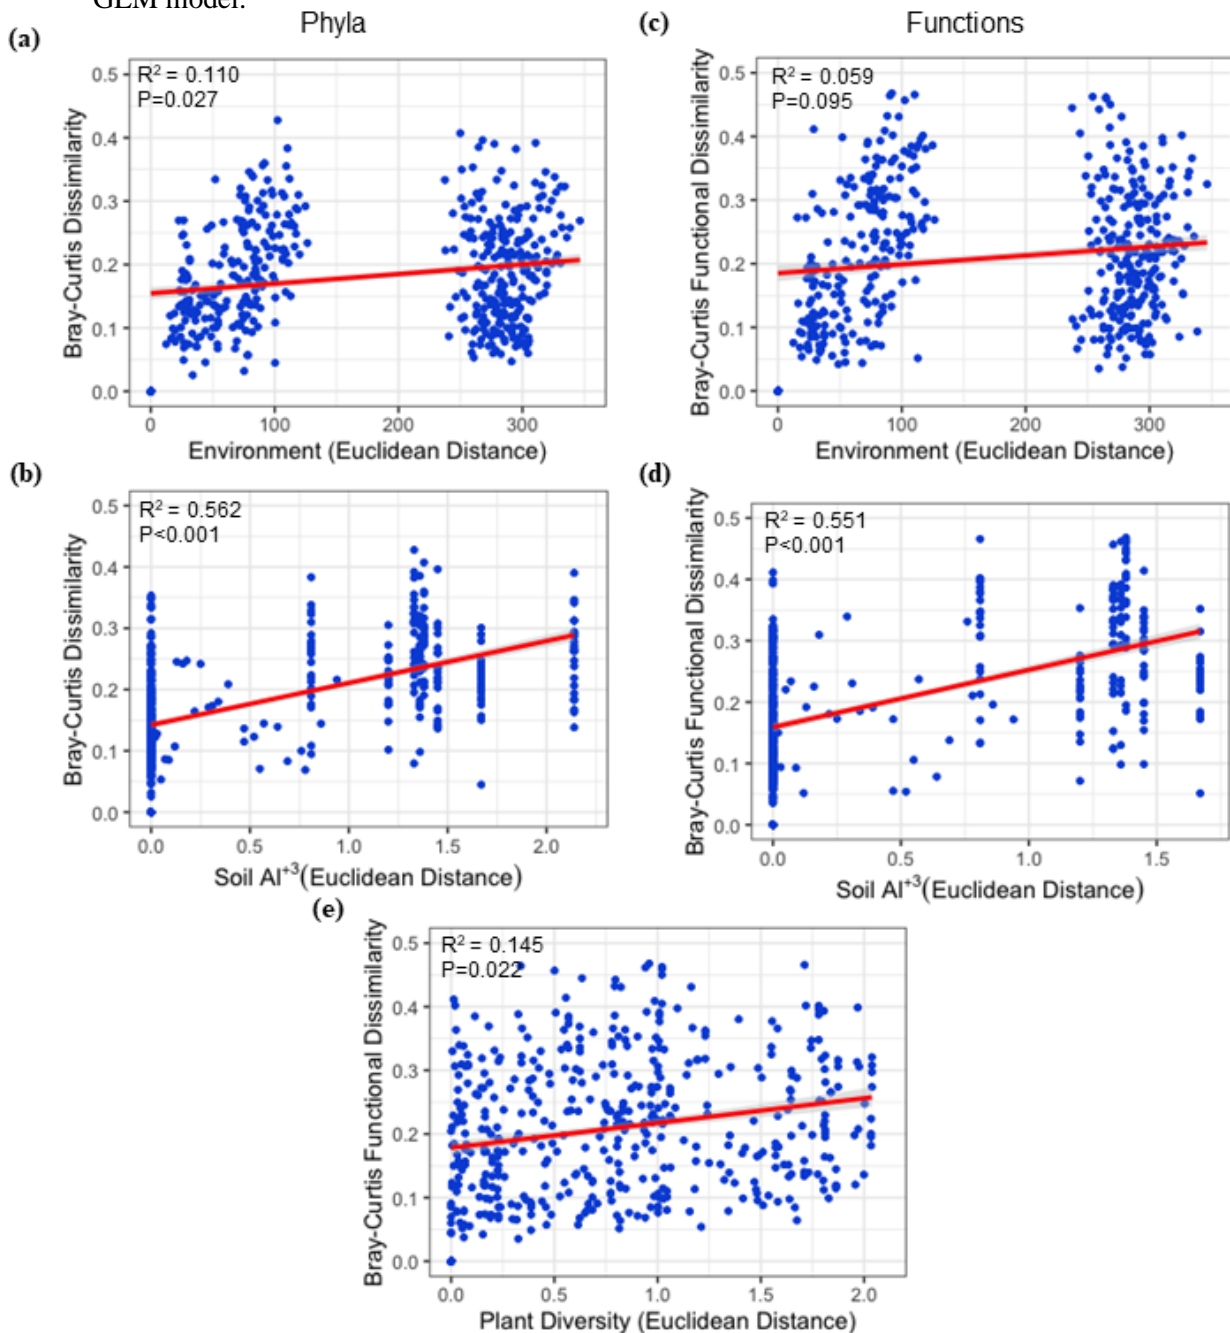 GLM model.
Phyla
Functions
(a)
R² = 0.110
P=0.027
Bray-Curtis Dissimilarity
0.5
0.4
0.3
0.2
0.1
0.0
0 100 200 300
Environment (Euclidean Distance)
(c)
R² = 0.059
P=0.095
Bray-Curtis Functional Dissimilarity
0.5
0.4
0.3
0.2
0.1
0.0
0 100 200 300
Environment (Euclidean Distance)
(b)
R² = 0.562
P<0.001
Bray-Curtis Dissimilarity
0.5
0.4
0.3
0.2
0.1
0.0
0.0 0.5 1.0 1.5 2.0
Soil Al⁺³(Euclidean Distance)
(d)
R² = 0.551
P<0.001
Bray-Curtis Functional Dissimilarity
0.5
0.4
0.3
0.2
0.1
0.0
0.0 0.5 1.0 1.5
Soil Al⁺³(Euclidean Distance)
(e)
R² = 0.145
P=0.022
Bray-Curtis Functional Dissimilarity
0.5
0.4
0.3
0.2
0.1
0.0
0.0 0.5 1.0 1.5 2.0
Plant Diversity (Euclidean Distance)